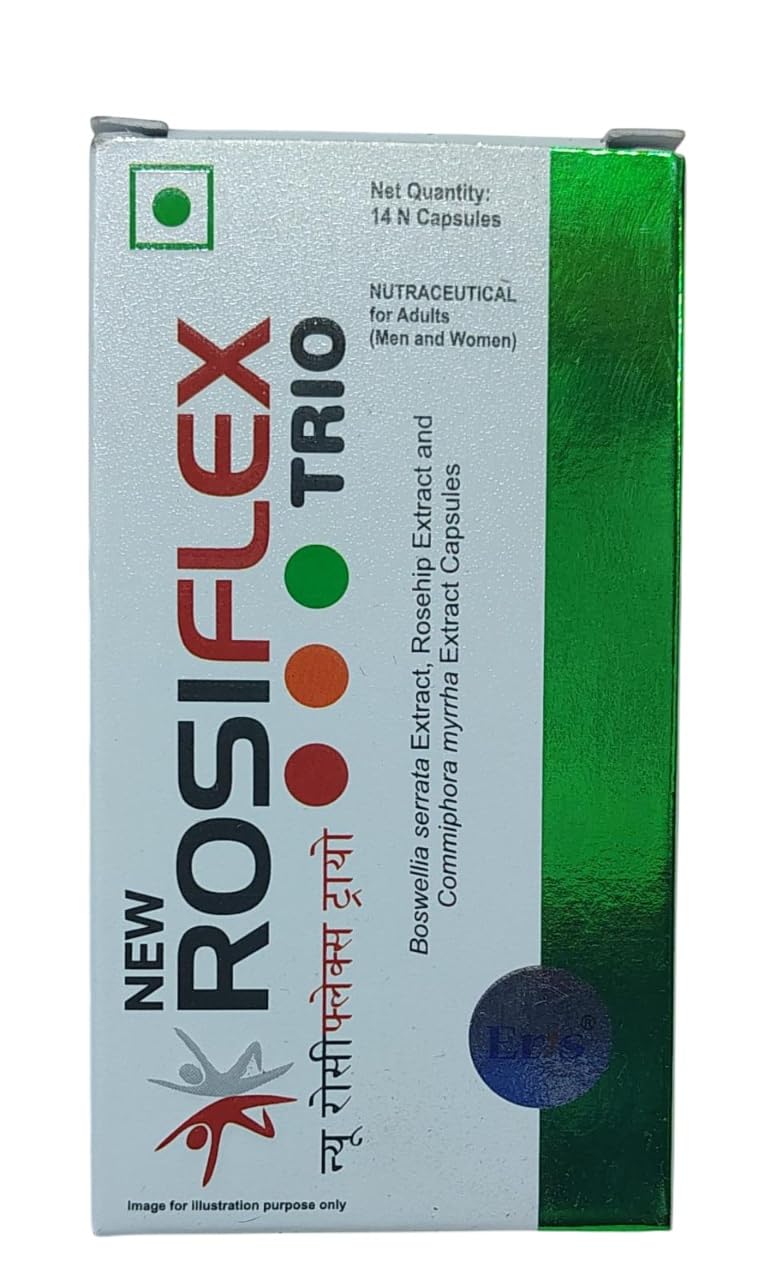 Net Quantity:
14 N Capsules
NUTRACEUTICAL
for Adults
(Men and Women)
NEW
ROSIFLEX
TRIO
न्यू रोसीफ्लेक्स ट्रायो
Boswellia serrata Extract, Rosehip Extract and
Commiphora myrrha Extract Capsules
Eris®
Image for illustration purpose only